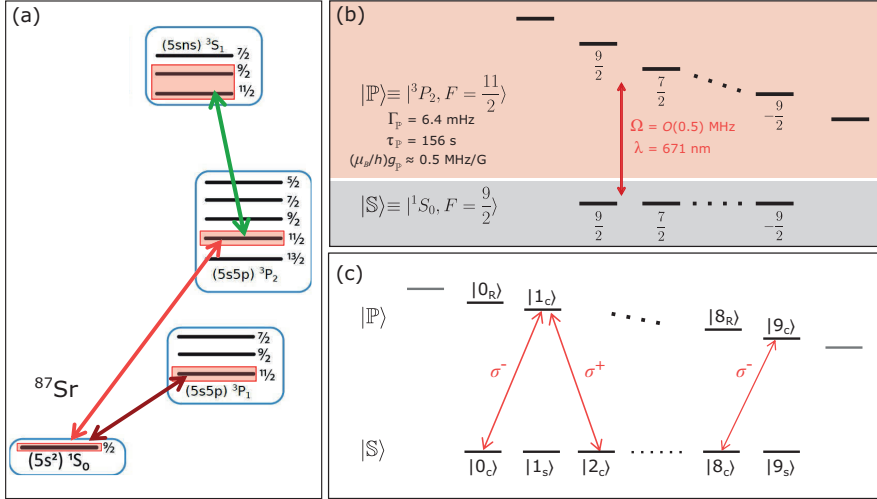 (a)
(5sns) ³S₁
⁷⁄₂
⁹⁄₂
¹¹⁄₂
⁵⁄₂
⁷⁄₂
⁹⁄₂
¹¹⁄₂
¹³⁄₂
(5s5p) ³P₂
⁷⁄₂
⁹⁄₂
¹¹⁄₂
(5s5p) ³P₁
⁸⁷Sr
⁹⁄₂
(5s²) ¹S₀
(b)
9/2
7/2
-9/2
|ℙ⟩≡ |³P₂, F = 11/2⟩
Γ_ℙ = 6.4 mHz
τ_ℙ = 156 s
(μ_B/h)g_ℙ ≈ 0.5 MHz/G
Ω = O(0.5) MHz
λ = 671 nm
|𝕊⟩≡ |¹S₀, F = 9/2⟩
9/2
7/2
-9/2
(c)
|ℙ⟩
|0_R⟩
|1_c⟩
|8_R⟩
|9_c⟩
σ⁻
σ⁺
σ⁻
|𝕊⟩
|0_c⟩
|1_s⟩
|2_c⟩
|8_c⟩
|9_s⟩